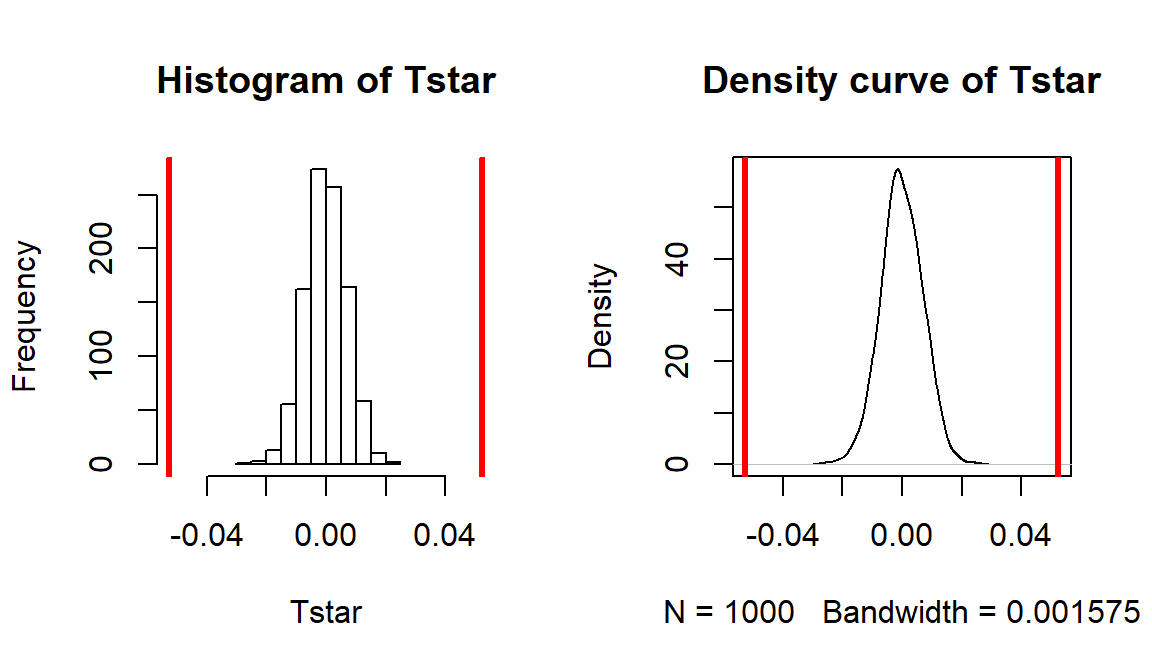 Histogram of Tstar
Frequency
0
100
200
-0.04
0.00
0.04
Tstar
Density curve of Tstar
Density
0
20
40
-0.04
0.00
0.04
N = 1000 Bandwidth = 0.001575